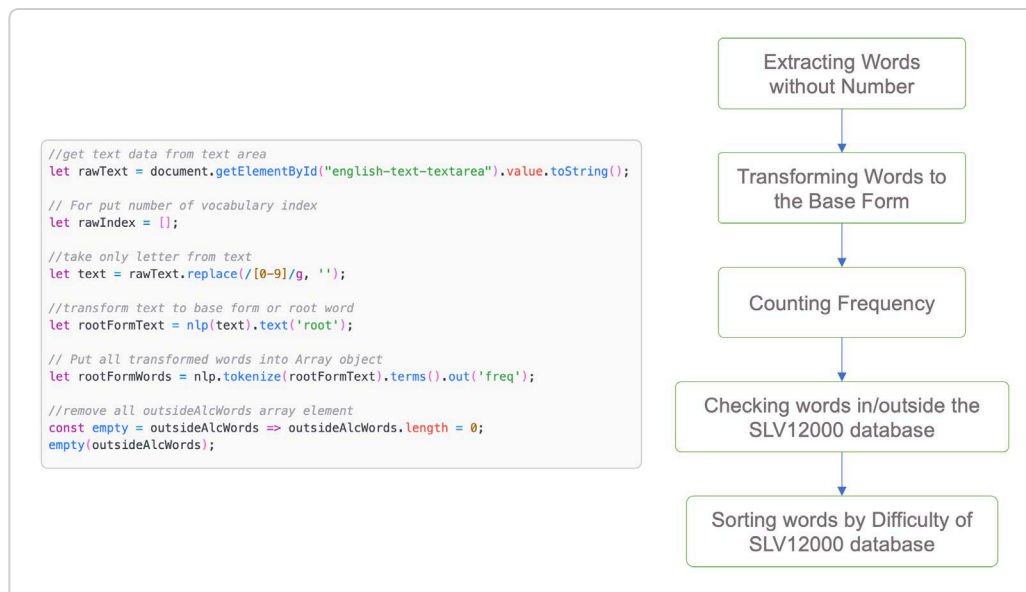 //get text data from text area
let rawText = document.getElementById("english-text-textarea").value.toString();
// For put number of vocabulary index
let rawIndex = [];
//take only letter from text
let text = rawText.replace(/[0-9]/g, '');
//transform text to base form or root word
let rootFormText = nlp(text).text('root');
// Put all transformed words into Array object
let rootFormWords = nlp.tokenize(rootFormText).terms().out('freq');
//remove all outsideAlcWords array element
const empty = outsideAlcWords => outsideAlcWords.length = 0;
empty(outsideAlcWords);
Extracting Words
without Number
Transforming Words to
the Base Form
Counting Frequency
Checking words in/outside the
SLV12000 database
Sorting words by Difficulty of
SLV12000 database